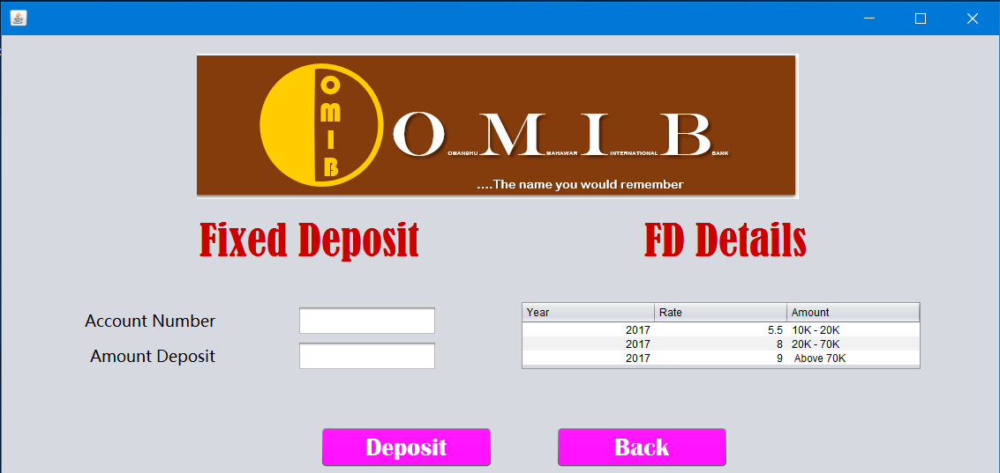 O
M
I
B
O OMANSHU M MAHAWAR I INTERNATIONAL B BANK
....The name you would remember
Fixed Deposit
FD Details
Account Number
Amount Deposit
Year Rate Amount
2017 5.5 10K - 20K
2017 8 20K - 70K
2017 9 Above 70K
Deposit
Back